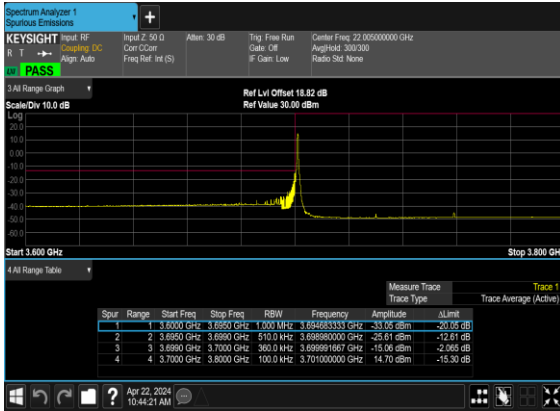 Spectrum Analyzer 1
Spurious Emissions
+
KEYSIGHT Input: RF Input Z: 50 Ω Atten: 30 dB Trig: Free Run Center Freq: 22.005000000 GHz
R T Coupling: DC Corr CCorr Gate: Off Avg|Hold: 300/300
Align: Auto Freq Ref: Int (S) IF Gain: Low Radio Std: None
PASS
3 All Range Graph
Ref Lvl Offset 18.82 dB
Scale/Div 10.0 dB Ref Value 30.00 dBm
Log
20.0
10.0
0.00
-10.0
-20.0
-30.0
-40.0
-50.0
-60.0
Start 3.600 GHz Stop 3.800 GH
4 All Range Table
Measure Trace Trace 1
Trace Type Trace Average (Active)
Spur Range Start Freq Stop Freq RBW Frequency Amplitude ΔLimit
1 1 3.6000 GHz 3.6950 GHz 1.000 MHz 3.694683333 GHz -33.05 dBm -20.05 dB
2 2 3.6950 GHz 3.6990 GHz 510.0 kHz 3.698980000 GHz -25.61 dBm -12.61 dB
3 3 3.6990 GHz 3.7000 GHz 360.0 kHz 3.699991667 GHz -15.06 dBm -2.065 dB
4 4 3.7000 GHz 3.8000 GHz 100.0 kHz 3.701000000 GHz 14.70 dBm -15.30 dB
?
Apr 22, 2024
10:44:21 AM